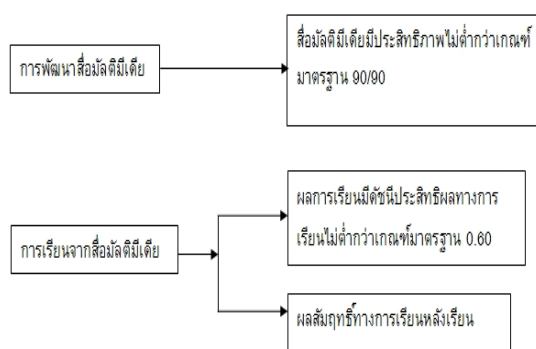 การพัฒนาสื่อมัลติมีเดีย
สื่อมัลติมีเดียมีประสิทธิภาพไม่ต่ำกว่าเกณฑ์
มาตรฐาน 90/90
การเรียนจากสื่อมัลติมีเดีย
ผลการเรียนมีดัชนีประสิทธิผลทางการ
เรียนไม่ต่ำกว่าเกณฑ์มาตรฐาน 0.60
ผลสัมฤทธิ์ทางการเรียนหลังเรียน